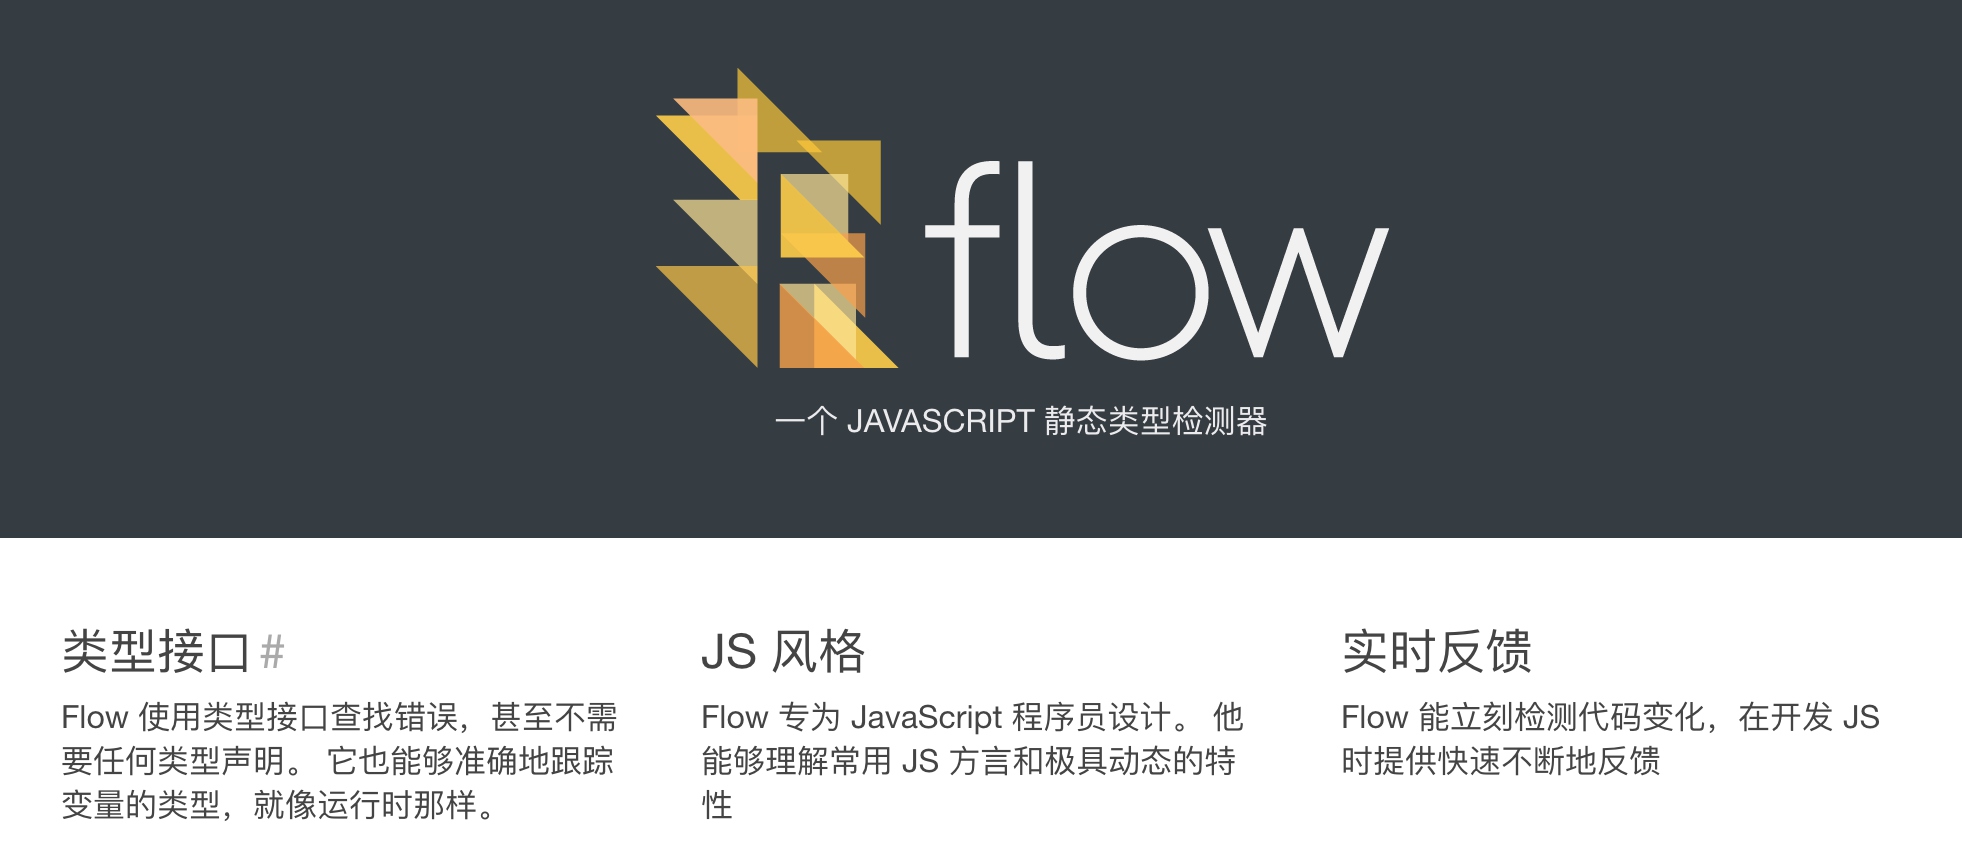 flow
一个 JAVASCRIPT 静态类型检测器
类型接口 #
Flow 使用类型接口查找错误，甚至不需
要任何类型声明。 它也能够准确地跟踪
变量的类型，就像运行时那样。
JS 风格
Flow 专为 JavaScript 程序员设计。 他
能够理解常用 JS 方言和极具动态的特
性
实时反馈
Flow 能立刻检测代码变化，在开发 JS
时提供快速不断地反馈